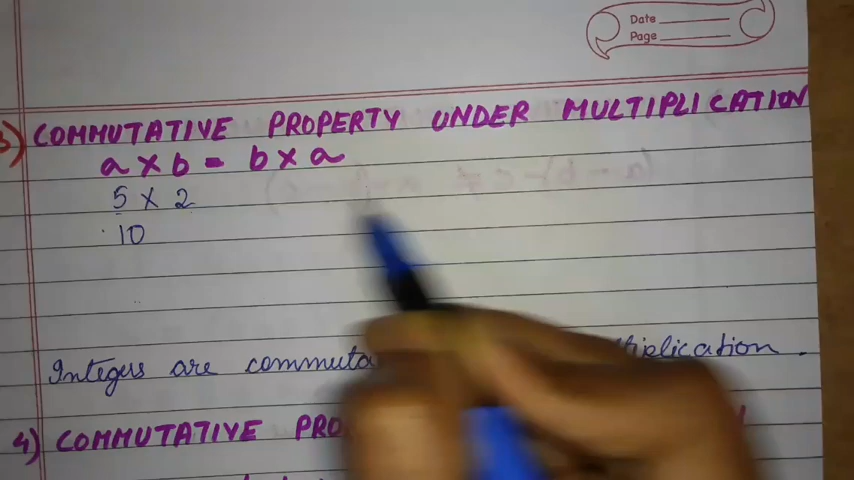 Date
Page
3) COMMUTATIVE PROPERTY UNDER MULTIPLICATION
a × b = b × a
5 × 2
10
Integers are
4) COMMUTATIVE